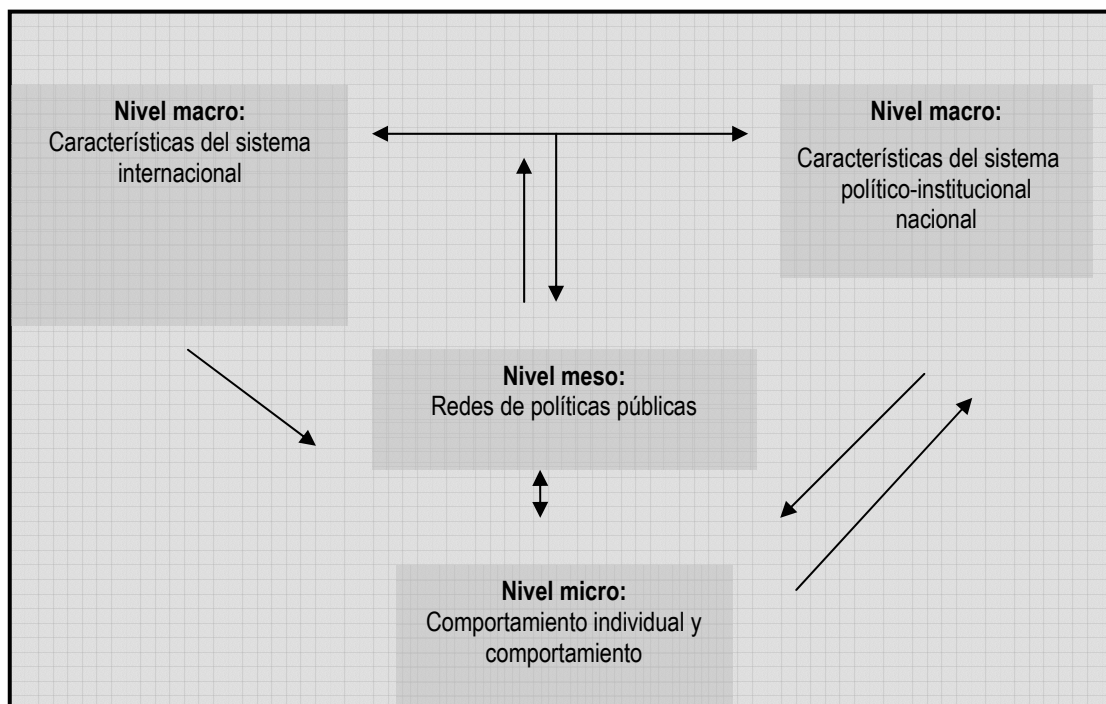 Nivel macro:
Características del sistema
internacional
Nivel macro:
Características del sistema
político-institucional
nacional
Nivel meso:
Redes de políticas públicas
Nivel micro:
Comportamiento individual y
comportamiento